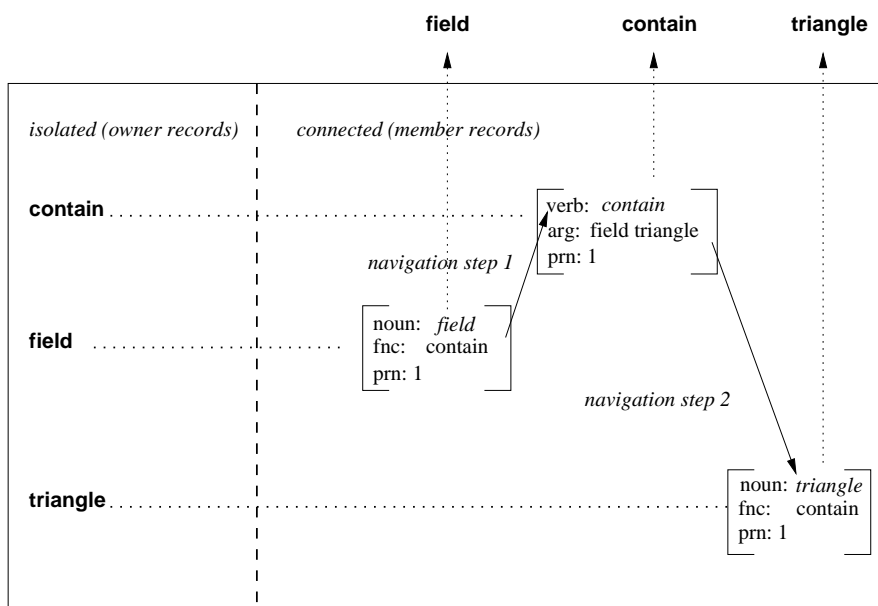 field contain triangle
isolated (owner records) connected (member records)
contain
verb: contain
arg: field triangle
prn: 1
navigation step 1
field
noun: field
fnc: contain
prn: 1
navigation step 2
triangle
noun: triangle
fnc: contain
prn: 1